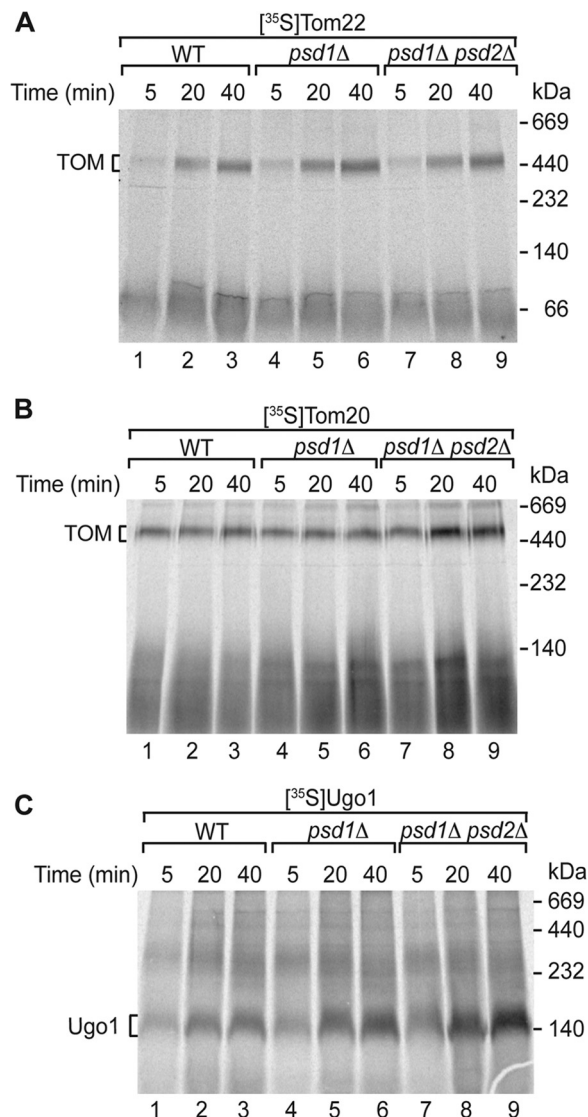 A
[³⁵S]Tom22
WT psd1Δ psd1Δ psd2Δ
Time (min) 5 20 40 5 20 40 5 20 40 kDa
-669
TOM -440
-232
-140
-66
1 2 3 4 5 6 7 8 9
B
[³⁵S]Tom20
WT psd1Δ psd1Δ psd2Δ
Time (min) 5 20 40 5 20 40 5 20 40 kDa
-669
TOM -440
-232
-140
1 2 3 4 5 6 7 8 9
C
[³⁵S]Ugo1
WT psd1Δ psd1Δ psd2Δ
Time (min) 5 20 40 5 20 40 5 20 40 kDa
-669
-440
-232
Ugo1 -140
1 2 3 4 5 6 7 8 9